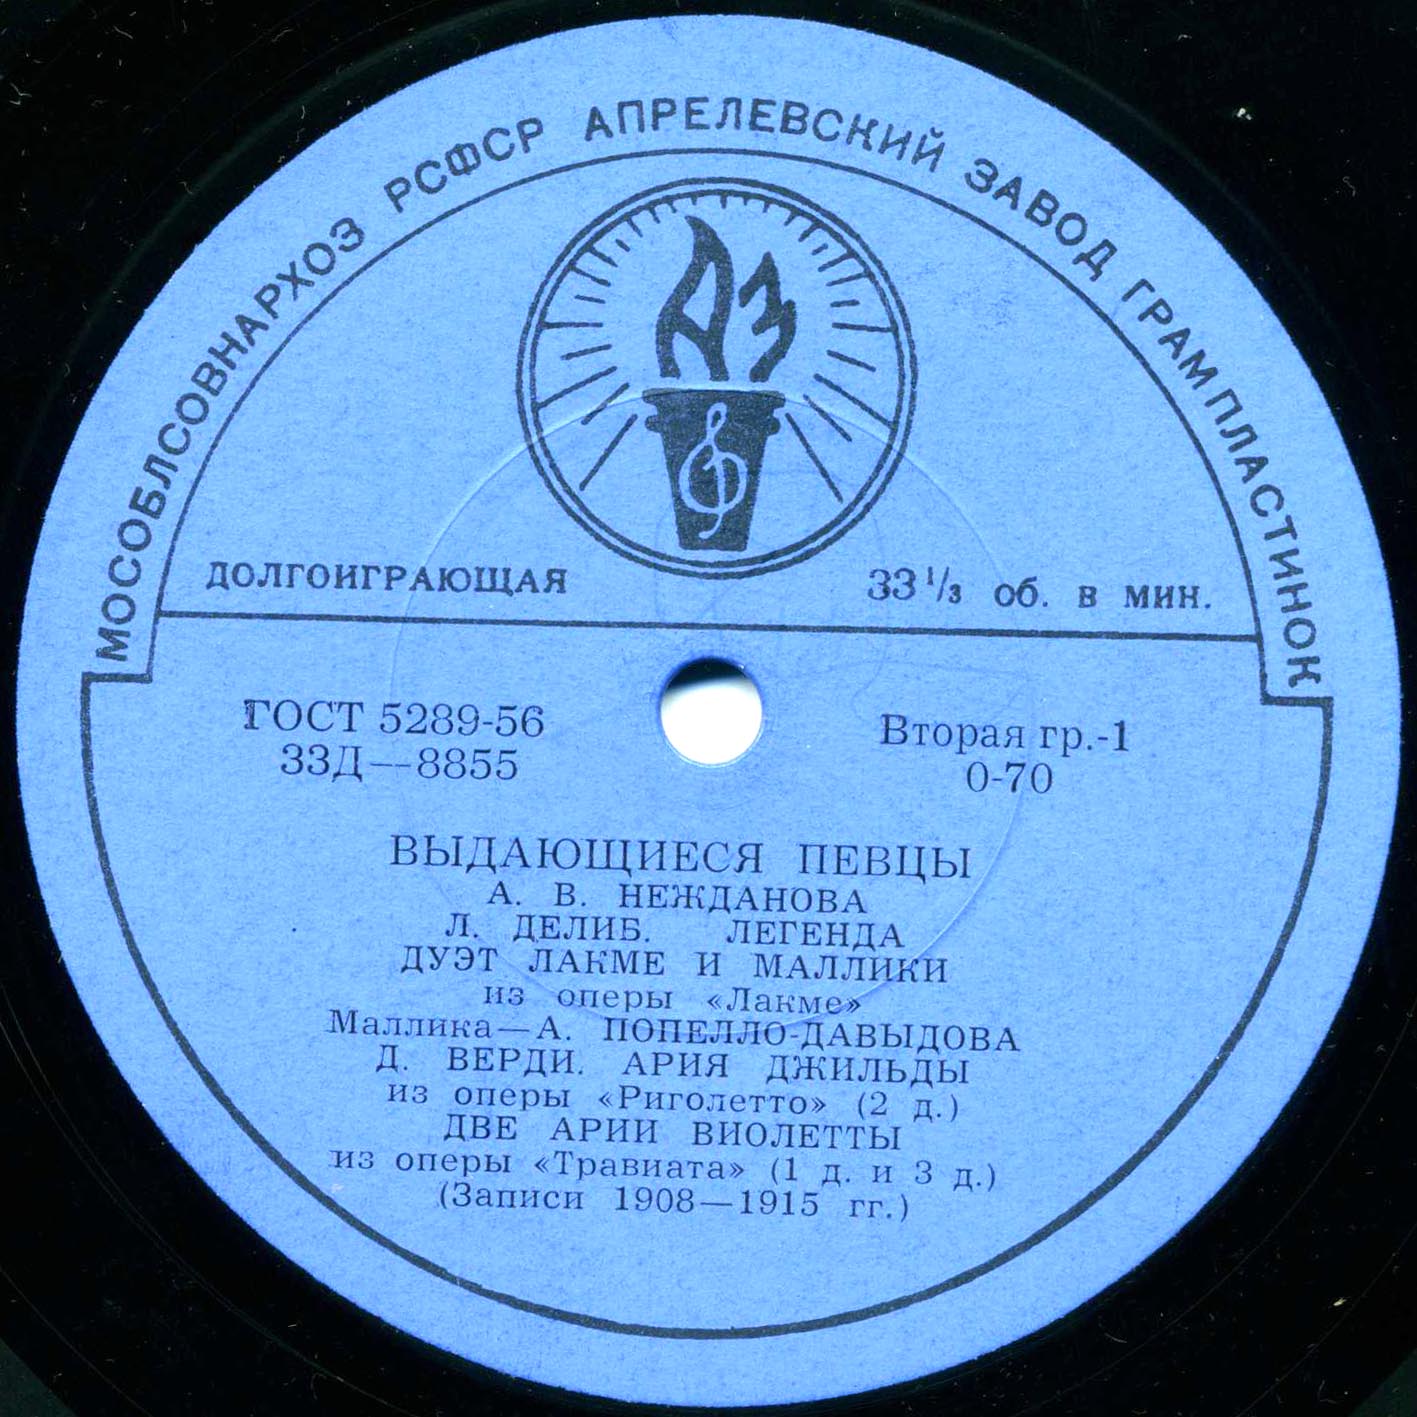 МОСОБЛСОВНАРХОЗ РСФСР АПРЕЛЕВСКИЙ ЗАВОД ГРАМПЛАСТИНОК
АЗ
ДОЛГОИГРАЮЩАЯ
33 1/3 об. в мин.
ГОСТ 5289-56
33Д—8855
Вторая гр.-1
0-70
ВЫДАЮЩИЕСЯ ПЕВЦЫ
А. В. НЕЖДАНОВА
Л. ДЕЛИБ. ЛЕГЕНДА
ДУЭТ ЛАКМЕ И МАЛЛИКИ
из оперы «Лакме»
Маллика—А. ПОПЕЛЛО-ДАВЫДОВА
Д. ВЕРДИ. АРИЯ ДЖИЛЬДЫ
из оперы «Риголетто» (2 д.)
ДВЕ АРИИ ВИОЛЕТТЫ
из оперы «Травиата» (1 д. и 3 д.)
(Записи 1908—1915 гг.)